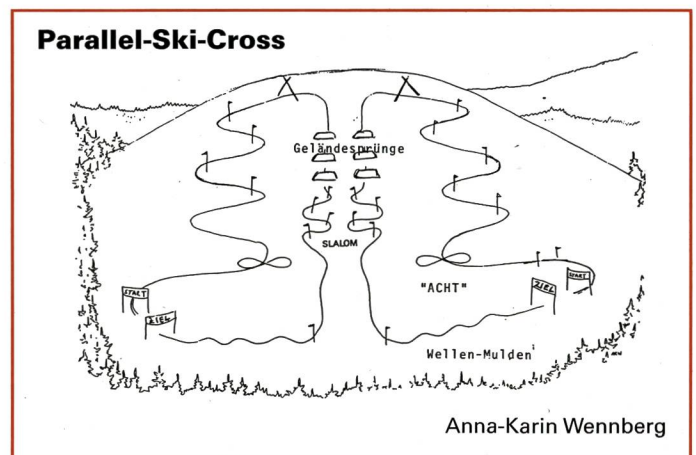 Parallel-Ski-Cross
Geländesprünge
SLALOM
"ACHT"
START
ZIEL
START
ZIEL
Wellen-Mulden
Anna-Karin Wennberg